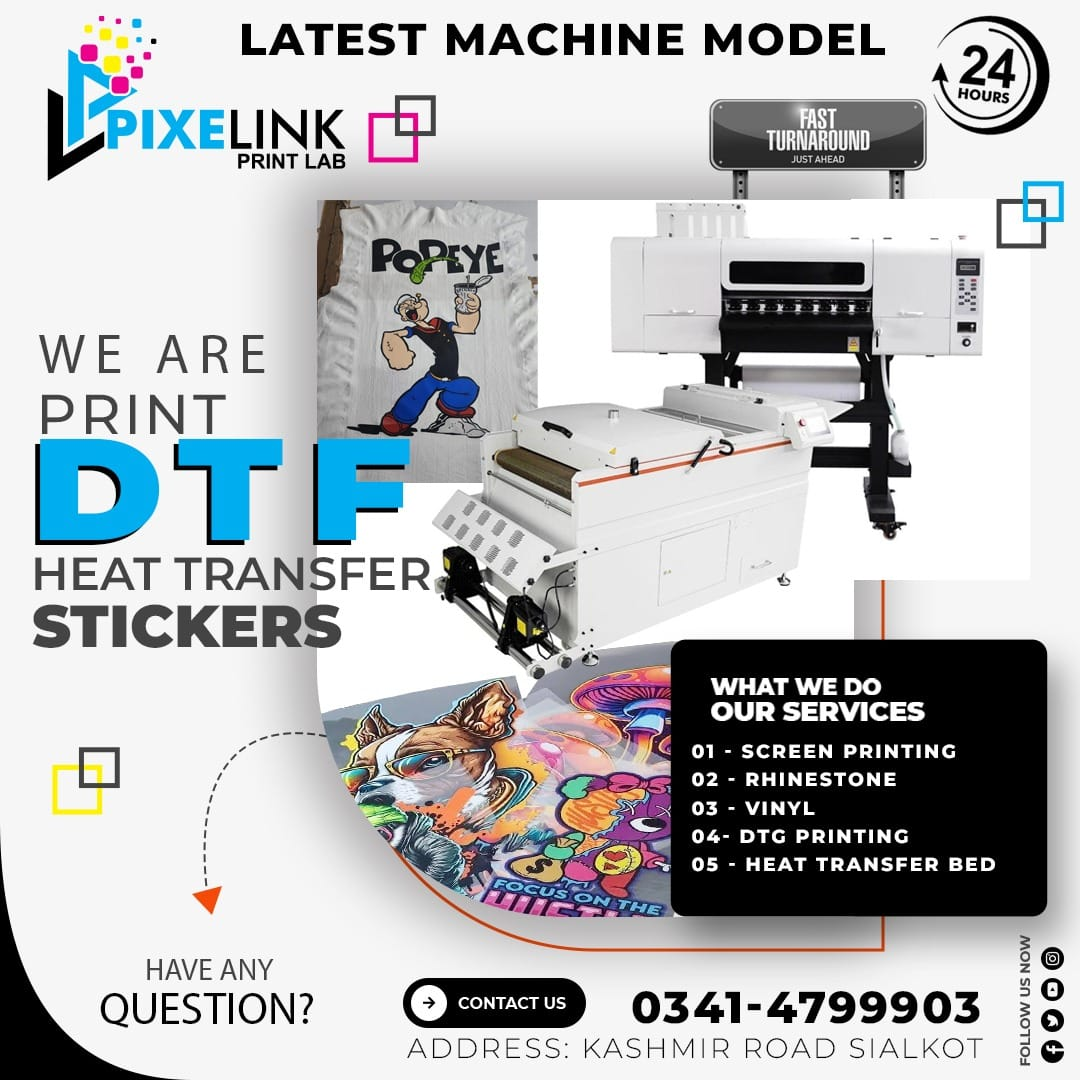 LATEST MACHINE MODEL
24
HOURS
PIXELINK
PRINT LAB
FAST
TURNAROUND
JUST AHEAD
POPEYE
WE ARE
PRINT
DTF
HEAT TRANSFER
STICKERS
WHAT WE DO
OUR SERVICES
01 - SCREEN PRINTING
02 - RHINESTONE
03 - VINYL
04- DTG PRINTING
05 - HEAT TRANSFER BED
FOCUS ON THE
HAVE ANY
QUESTION?
CONTACT US
0341-4799903
ADDRESS: KASHMIR ROAD SIALKOT
FOLLOW US NOW